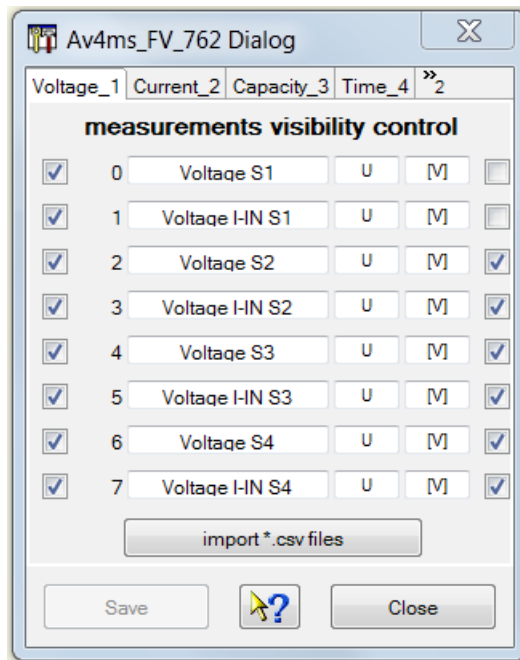 Av4ms_FV_762 Dialog
Voltage_1 Current_2 Capacity_3 Time_4 »2
measurements visibility control
0 Voltage S1 U [V]
1 Voltage I-IN S1 U [V]
2 Voltage S2 U [V]
3 Voltage I-IN S2 U [V]
4 Voltage S3 U [V]
5 Voltage I-IN S3 U [V]
6 Voltage S4 U [V]
7 Voltage I-IN S4 U [V]
import *.csv files
Save ? Close